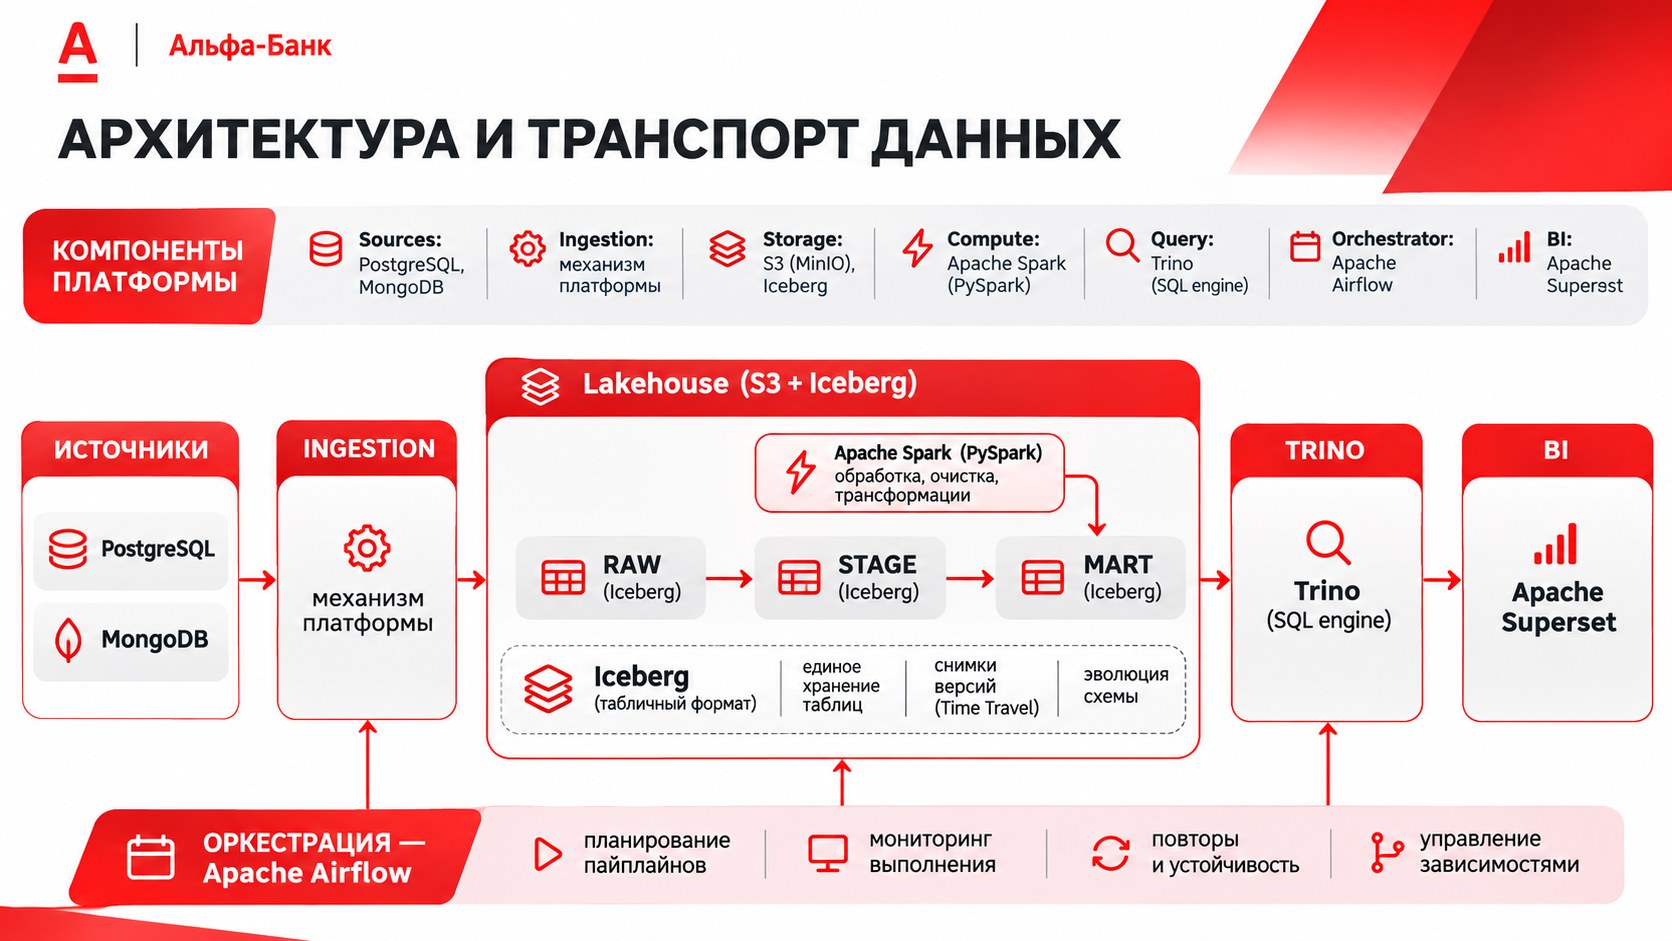 А
Альфа-Банк
АРХИТЕКТУРА И ТРАНСПОРТ ДАННЫХ
КОМПОНЕНТЫ
ПЛАТФОРМЫ
Sources:
PostgreSQL,
MongoDB
Ingestion:
механизм
платформы
Storage:
S3 (MinIO),
Iceberg
Compute:
Apache Spark
(PySpark)
Query:
Trino
(SQL engine)
Orchestrator:
Apache
Airflow
BI:
Apache
Superset
ИСТОЧНИКИ
PostgreSQL
MongoDB
INGESTION
механизм
платформы
Lakehouse (S3 + Iceberg)
Apache Spark (PySpark)
обработка, очистка,
трансформации
RAW
(Iceberg)
STAGE
(Iceberg)
MART
(Iceberg)
Iceberg
(табличный формат)
единое
хранение
таблиц
снимки
версий
(Time Travel)
эволюция
схемы
TRINO
Trino
(SQL engine)
BI
Apache
Superset
ОРКЕСТРАЦИЯ —
Apache Airflow
планирование
пайплайнов
мониторинг
выполнения
повторы
и устойчивость
управление
зависимостями